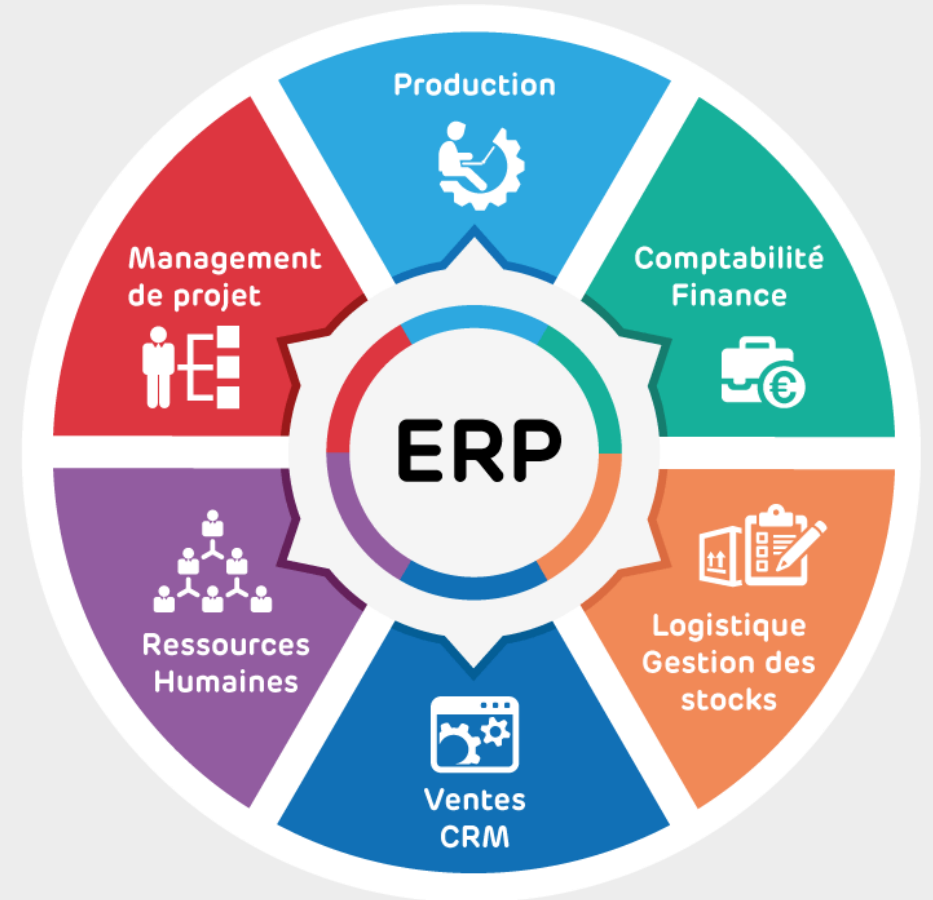 Production
Comptabilité
Finance
Logistique
Gestion des
stocks
Ventes
CRM
Ressources
Humaines
Management
de projet
ERP